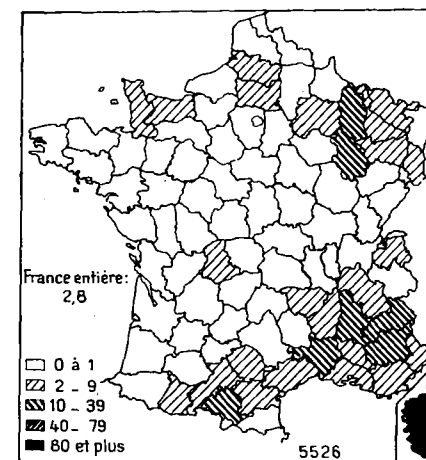 France entière:
2,8
0 à 1
2 _ 9
10 _ 39
40 _ 79
80 et plus
5526